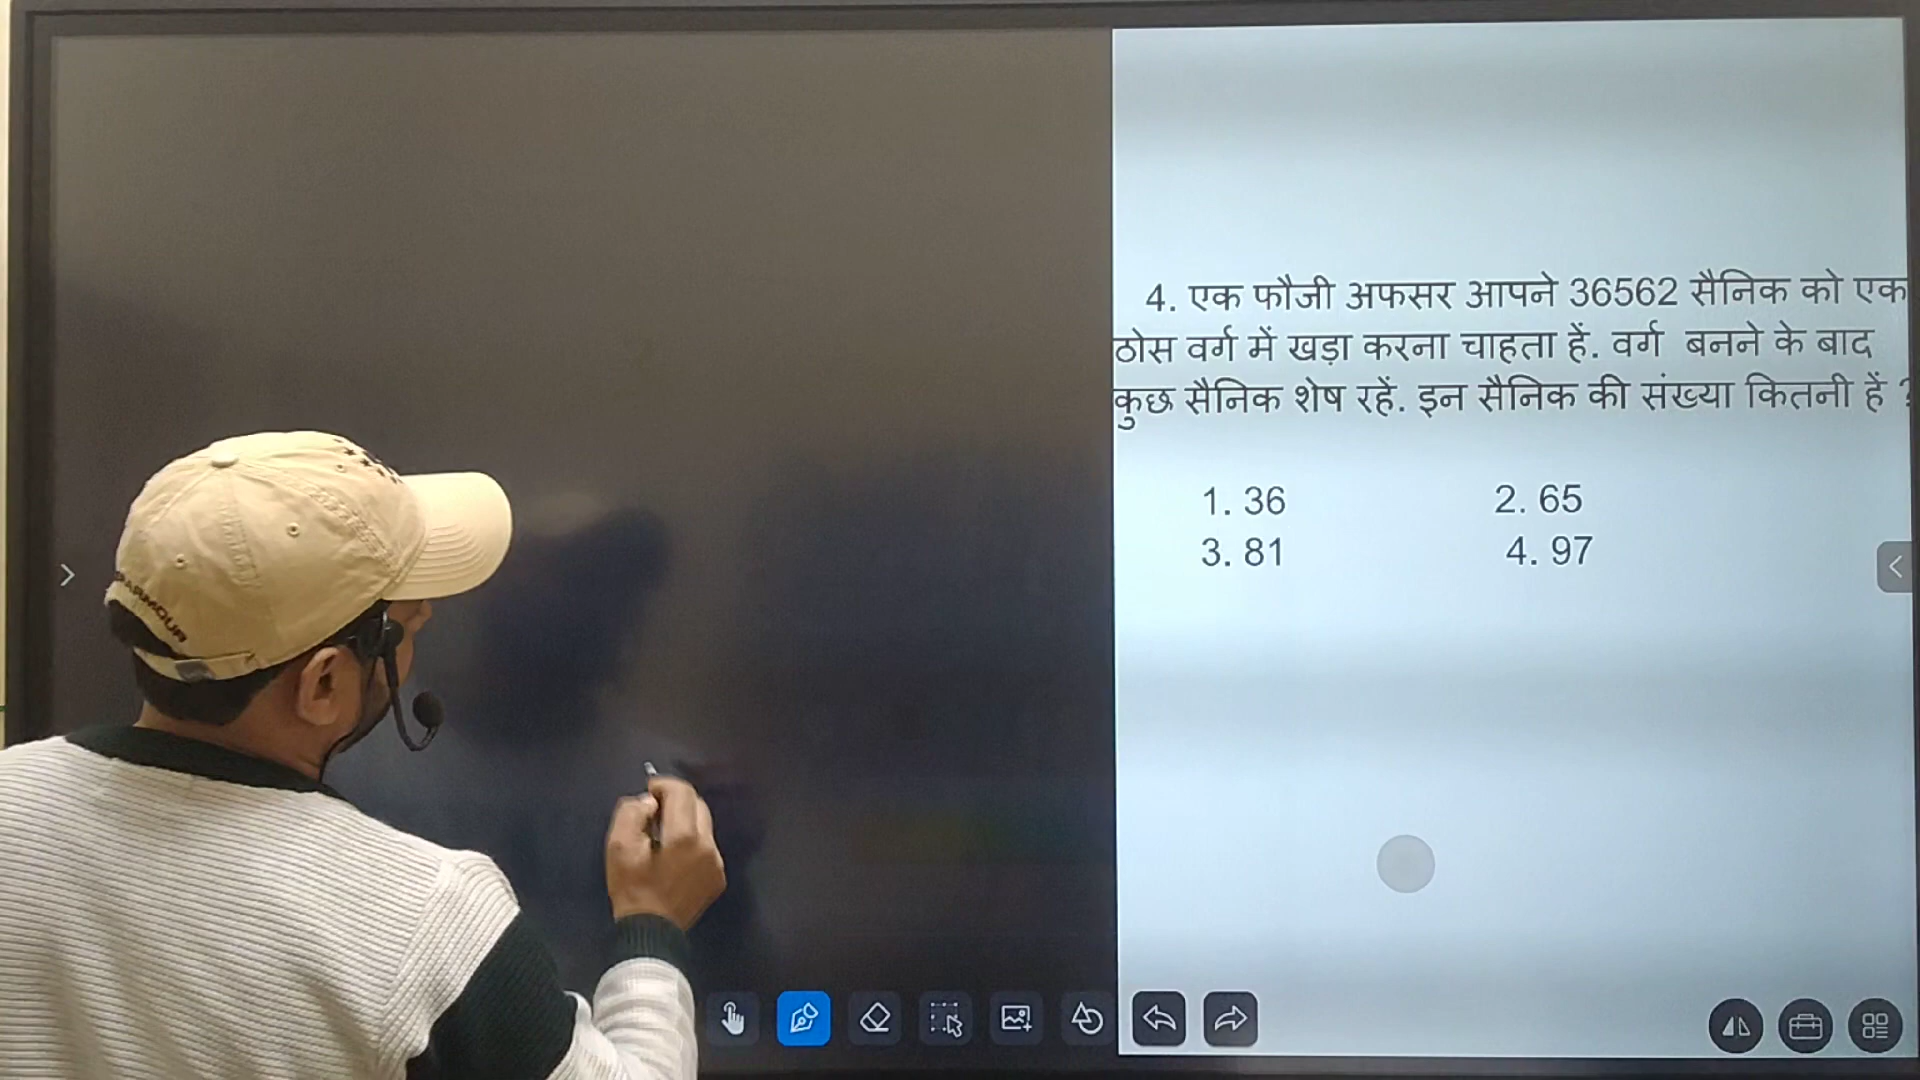 4. एक फौजी अफसर आपने 36562 सैनिक को एक
ठोस वर्ग में खड़ा करना चाहता हें. वर्ग बनने के बाद
कुछ सैनिक शेष रहें. इन सैनिक की संख्या कितनी हें ?
1. 36 2. 65
3. 81 4. 97